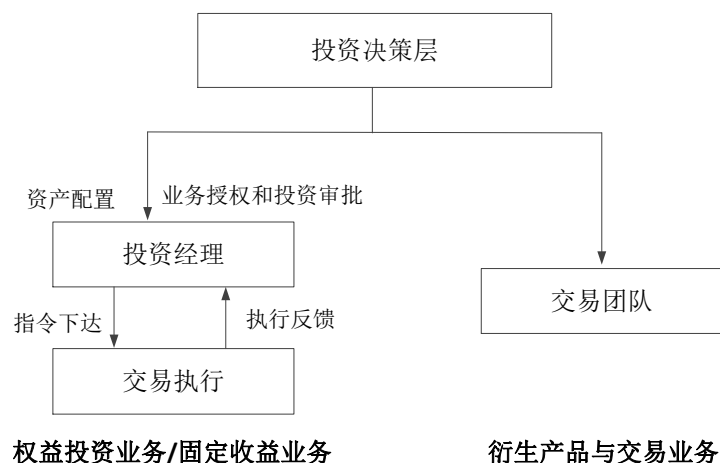 投资决策层
资产配置
业务授权和投资审批
投资经理
交易团队
指令下达
执行反馈
交易执行
权益投资业务/固定收益业务
衍生产品与交易业务